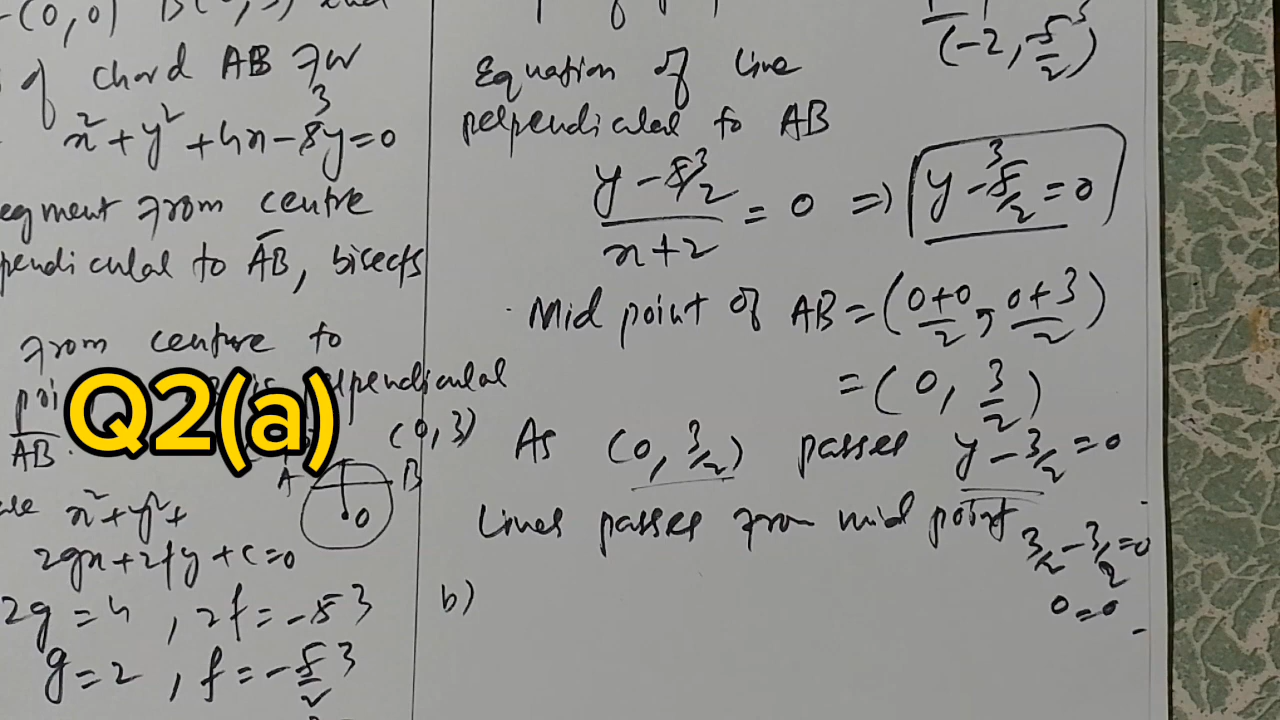 (0,0) B(0,3) and
of chord AB for
x²+y²+4x-3y=0
segment from centre
perpendicular to AB, bisects
from centre to
Q2(a)
perpendicular
AB.
(0,3)
A B
O
x²+y²+
2gx+2fy+c=0
2g=4, 2f=-3
g=2, f=-3/2
(-2, 3/2)
Equation of line
perpendicular to AB
(y-3/2)/(x+2) = 0 ⇒ y-3/2=0
Mid point of AB=((0+0)/2, (0+3)/2)
=(0, 3/2)
As (0, 3/2) passes y-3/2=0
Lines passes from mid point
3/2-3/2=0
0=0
b)